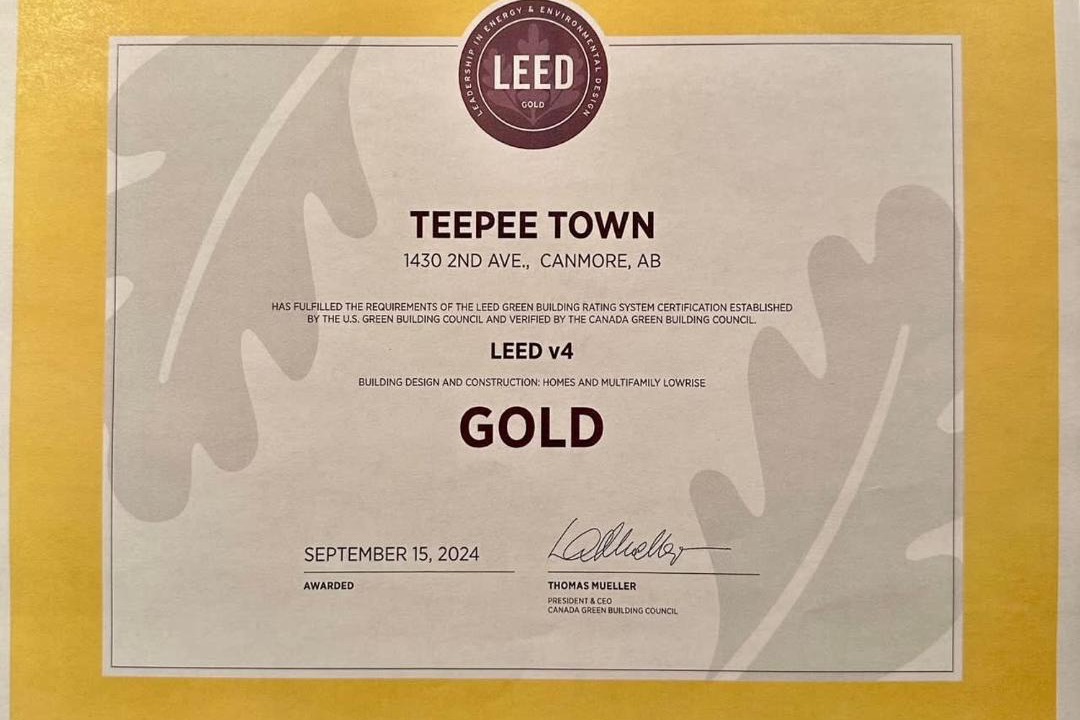 LEADERSHIP IN ENERGY & ENVIRONMENTAL DESIGN
LEED
GOLD
TEEPEE TOWN
1430 2ND AVE., CANMORE, AB
HAS FULFILLED THE REQUIREMENTS OF THE LEED GREEN BUILDING RATING SYSTEM CERTIFICATION ESTABLISHED
BY THE U.S. GREEN BUILDING COUNCIL AND VERIFIED BY THE CANADA GREEN BUILDING COUNCIL.
LEED v4
BUILDING DESIGN AND CONSTRUCTION: HOMES AND MULTIFAMILY LOWRISE
GOLD
SEPTEMBER 15, 2024
AWARDED
THOMAS MUELLER
PRESIDENT & CEO
CANADA GREEN BUILDING COUNCIL